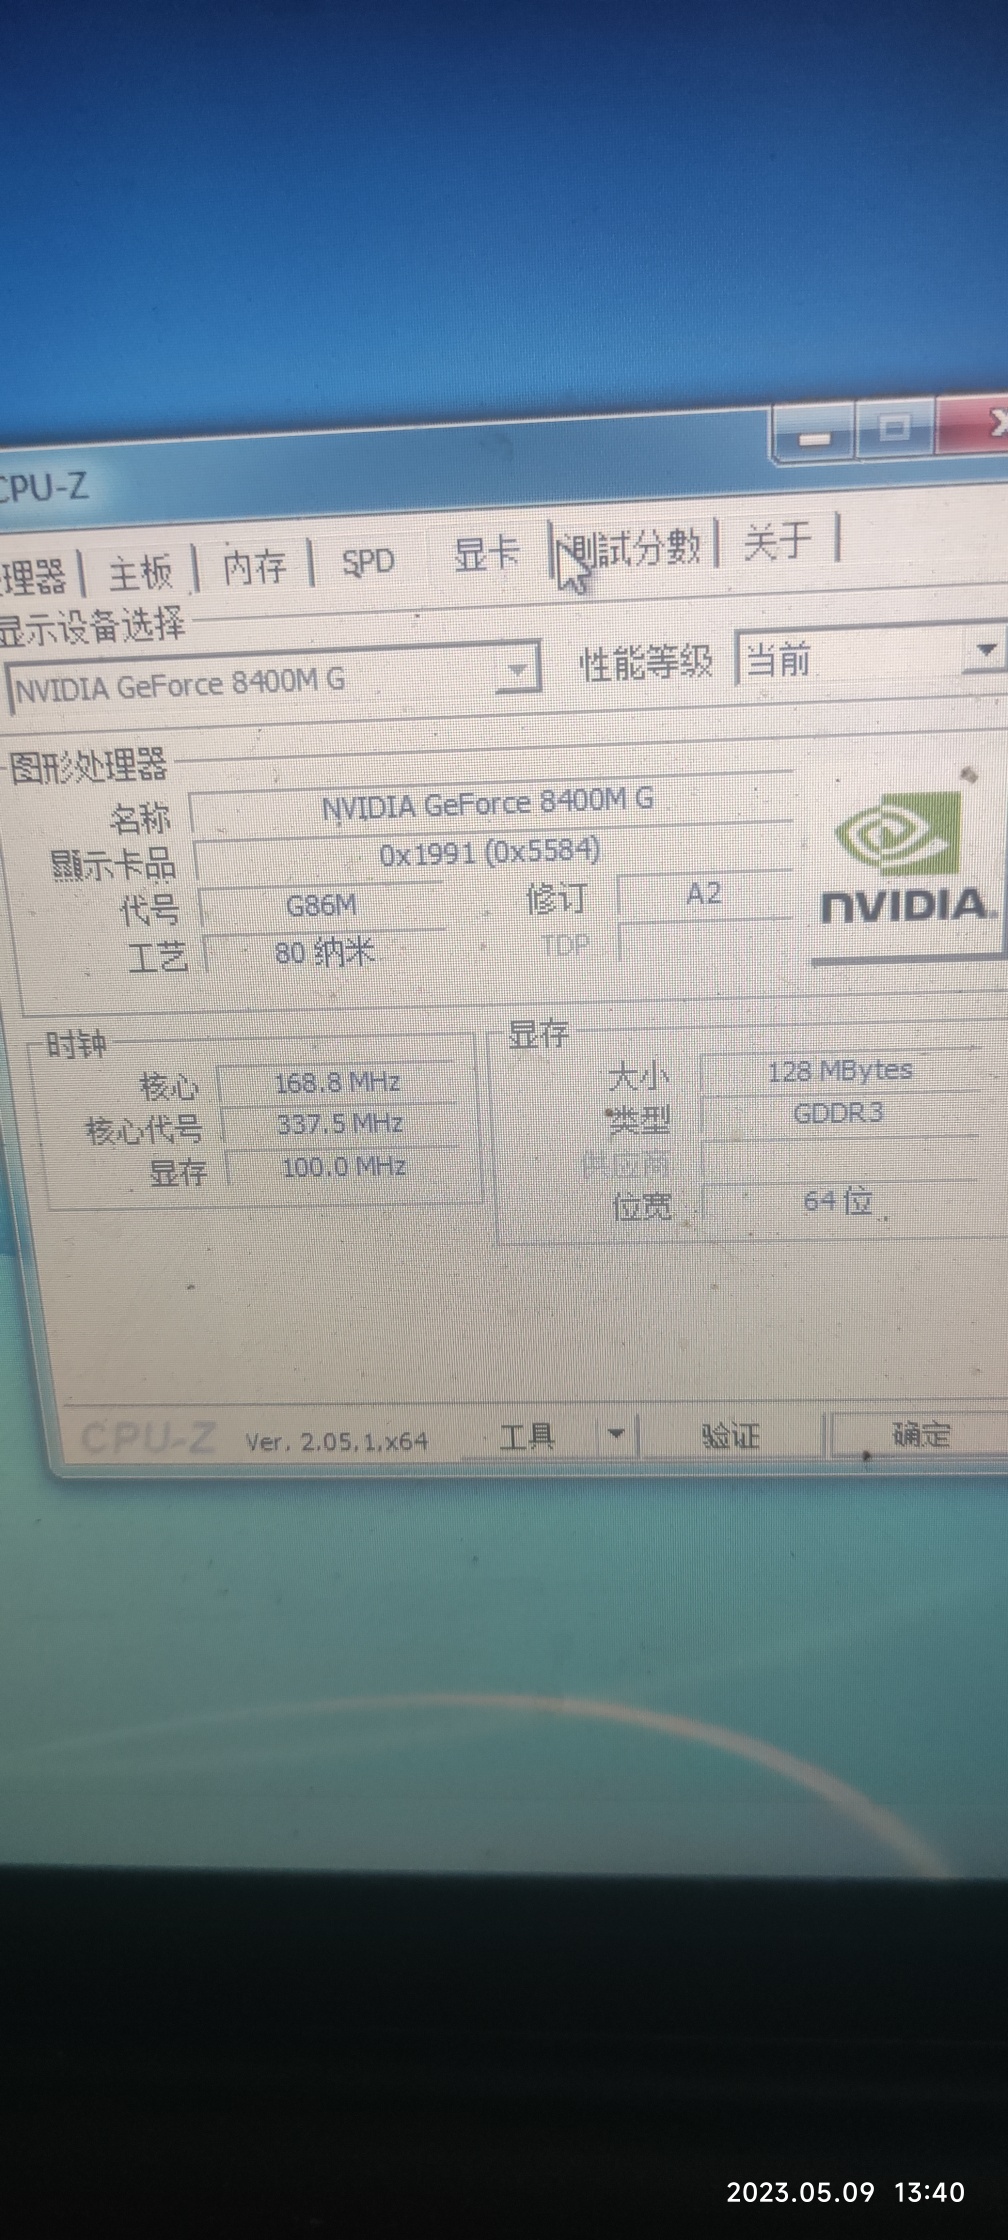 CPU-Z
理器 主板 内存 SPD 显卡 測試分數 关于
显示设备选择
NVIDIA GeForce 8400M G 性能等级 当前
图形处理器
名称 NVIDIA GeForce 8400M G
顯示卡品 0x1991 (0x5584)
代号 G86M 修订 A2
工艺 80 纳米 TDP
NVIDIA.
时钟
核心 168.8 MHz
核心代号 337.5 MHz
显存 100.0 MHz
显存
大小 128 MBytes
类型 GDDR3
供应商
位宽 64 位
CPU-Z Ver. 2.05.1.x64 工具 验证 确定
2023.05.09 13:40